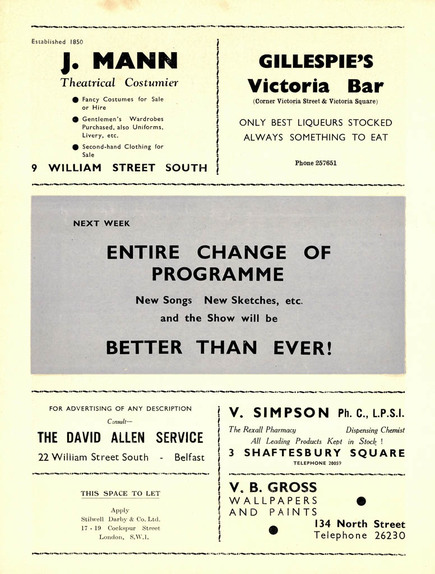 Established 1850
J. MANN
Theatrical Costumier
Fancy Costumes for Sale
or Hire
Gentlemen's Wardrobes
Purchased, also Uniforms,
Livery, etc.
Second-hand Clothing for
Sale
9 WILLIAM STREET SOUTH
GILLESPIE'S
Victoria Bar
(Corner Victoria Street & Victoria Square)
ONLY BEST LIQUEURS STOCKED
ALWAYS SOMETHING TO EAT
Phone 257651
NEXT WEEK
ENTIRE CHANGE OF
PROGRAMME
New Songs New Sketches, etc.
and the Show will be
BETTER THAN EVER!
FOR ADVERTISING OF ANY DESCRIPTION
Consult—
THE DAVID ALLEN SERVICE
22 William Street South - Belfast
V. SIMPSON Ph. C., L.P.S.I.
The Rexall Pharmacy Dispensing Chemist
All Leading Products Kept in Stock !
3 SHAFTESBURY SQUARE
TELEPHONE 20059
THIS SPACE TO LET
Apply
Stilwell Darby & Co. Ltd.
17 - 19 Cockspur Street
London, S.W.1.
V. B. GROSS
WALLPAPERS
AND PAINTS
134 North Street
Telephone 26230